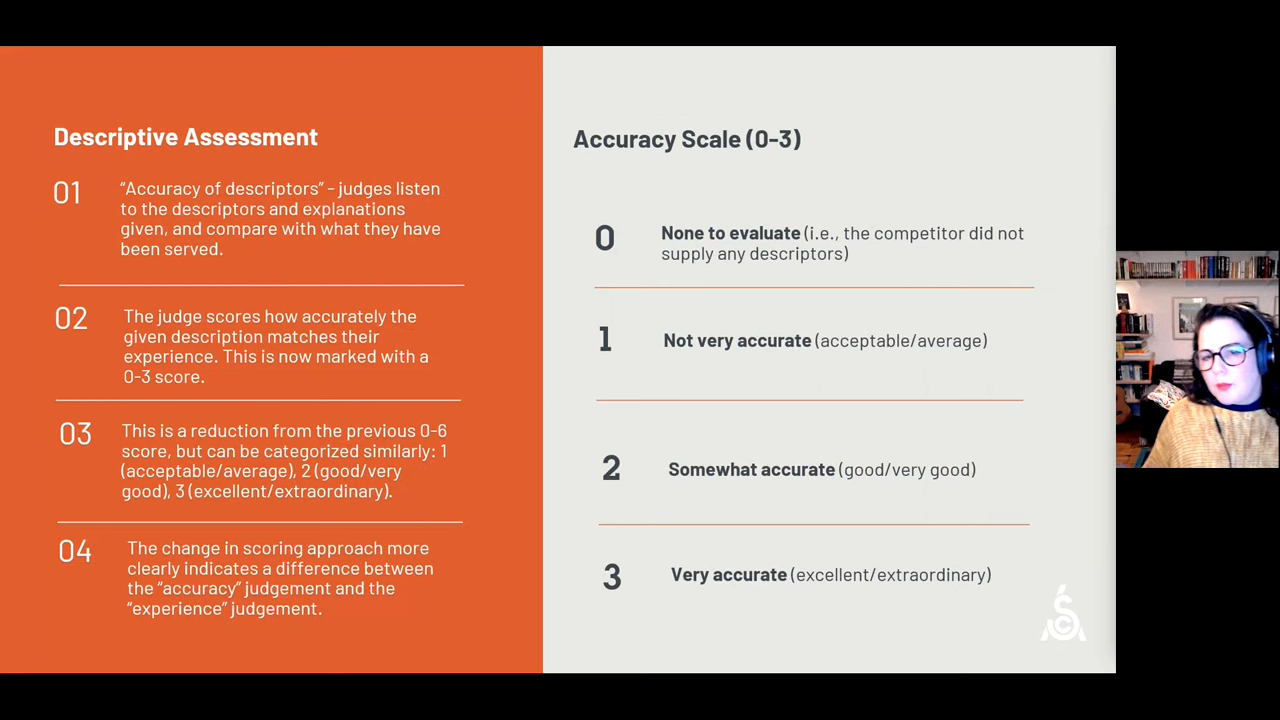 Descriptive Assessment
01
“Accuracy of descriptors” - judges listen
to the descriptors and explanations
given, and compare with what they have
been served.
02
The judge scores how accurately the
given description matches their
experience. This is now marked with a
0-3 score.
03
This is a reduction from the previous 0-6
score, but can be categorized similarly: 1
(acceptable/average), 2 (good/very
good), 3 (excellent/extraordinary).
04
The change in scoring approach more
clearly indicates a difference between
the “accuracy” judgement and the
“experience” judgement.
Accuracy Scale (0-3)
0
None to evaluate (i.e., the competitor did not
supply any descriptors)
1
Not very accurate (acceptable/average)
2
Somewhat accurate (good/very good)
3
Very accurate (excellent/extraordinary)
SCA